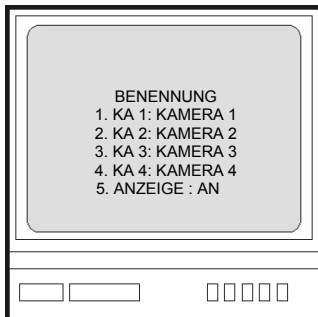 BENENNUNG
1. KA 1: KAMERA 1
2. KA 2: KAMERA 2
3. KA 3: KAMERA 3
4. KA 4: KAMERA 4
5. ANZEIGE : AN